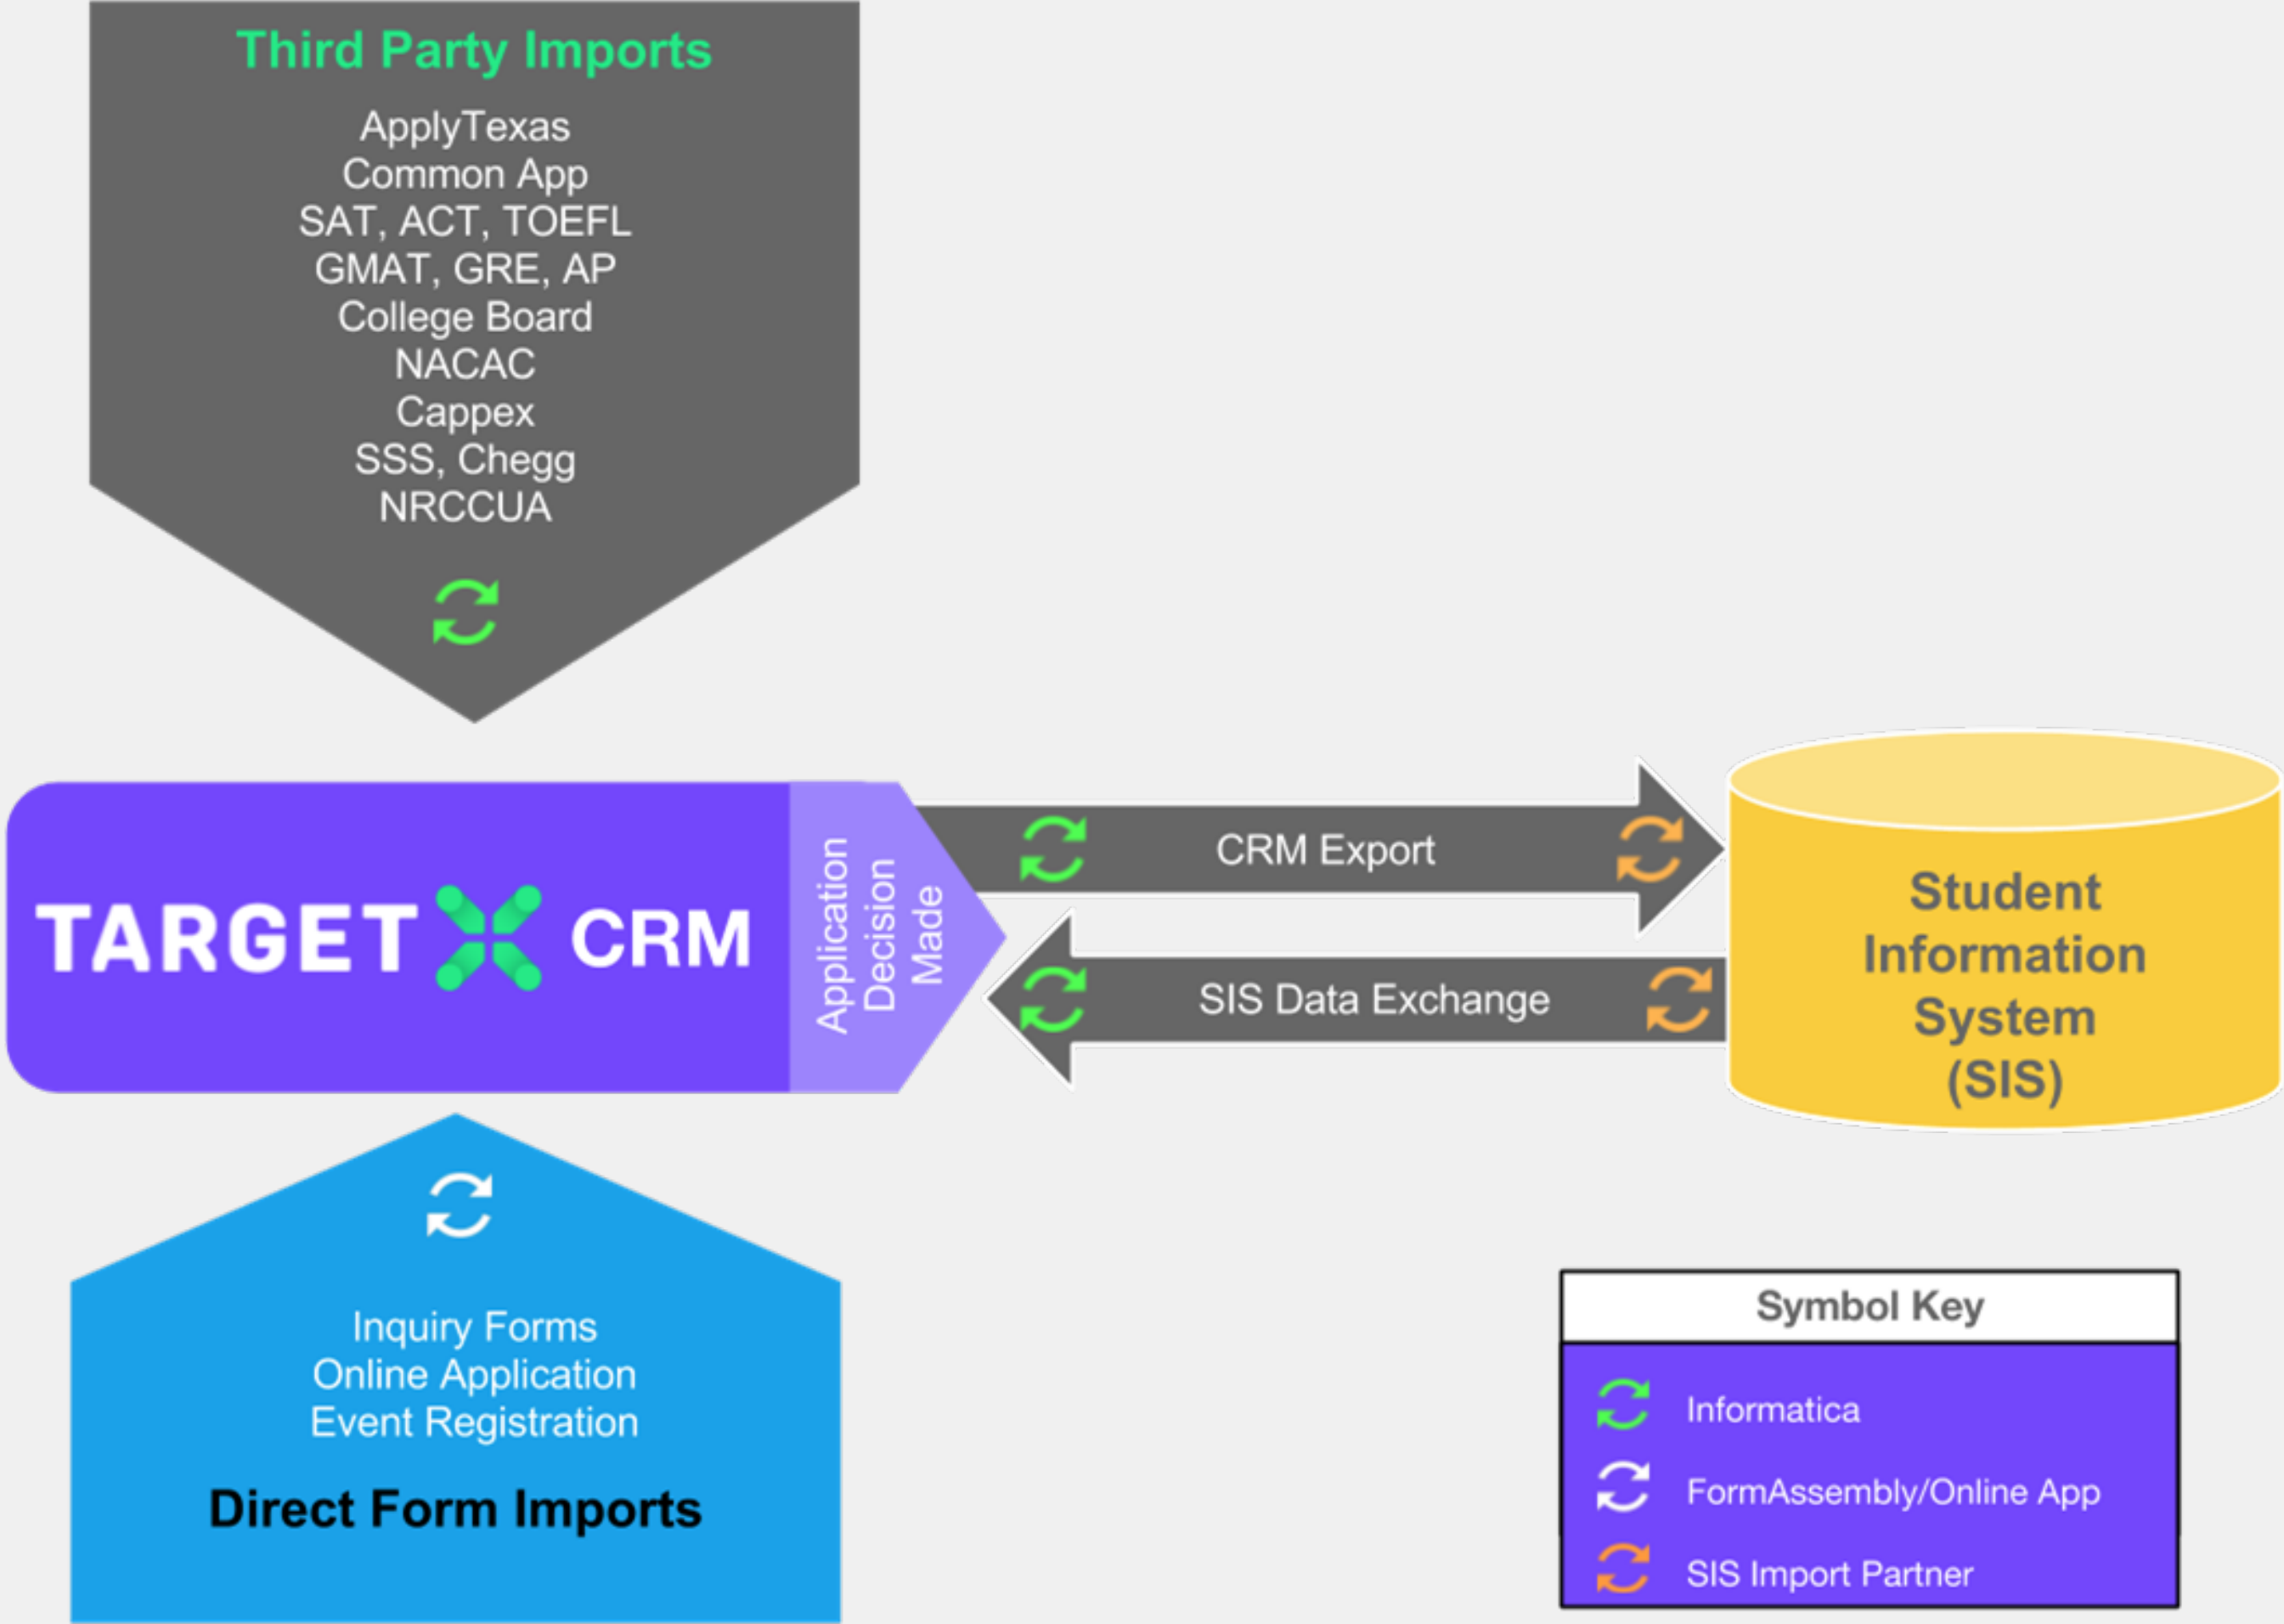 Third Party Imports
ApplyTexas
Common App
SAT, ACT, TOEFL
GMAT, GRE, AP
College Board
NACAC
Cappex
SSS, Chegg
NRCCUA
TARGETX CRM
Application
Decision
Made
CRM Export
SIS Data Exchange
Student
Information
System
(SIS)
Inquiry Forms
Online Application
Event Registration
Direct Form Imports
Symbol Key
Informatica
FormAssembly/Online App
SIS Import Partner